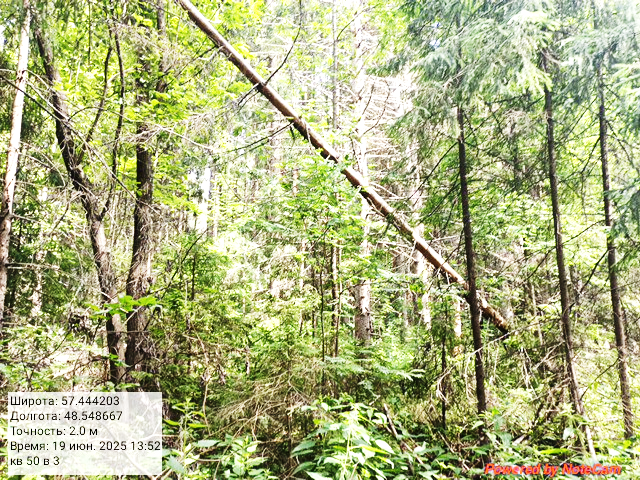 Широта: 57.444203
Долгота: 48.548667
Точность: 2.0 м
Время: 19 июн. 2025 13:52
кв 50 в 3
Powered by NoteCam